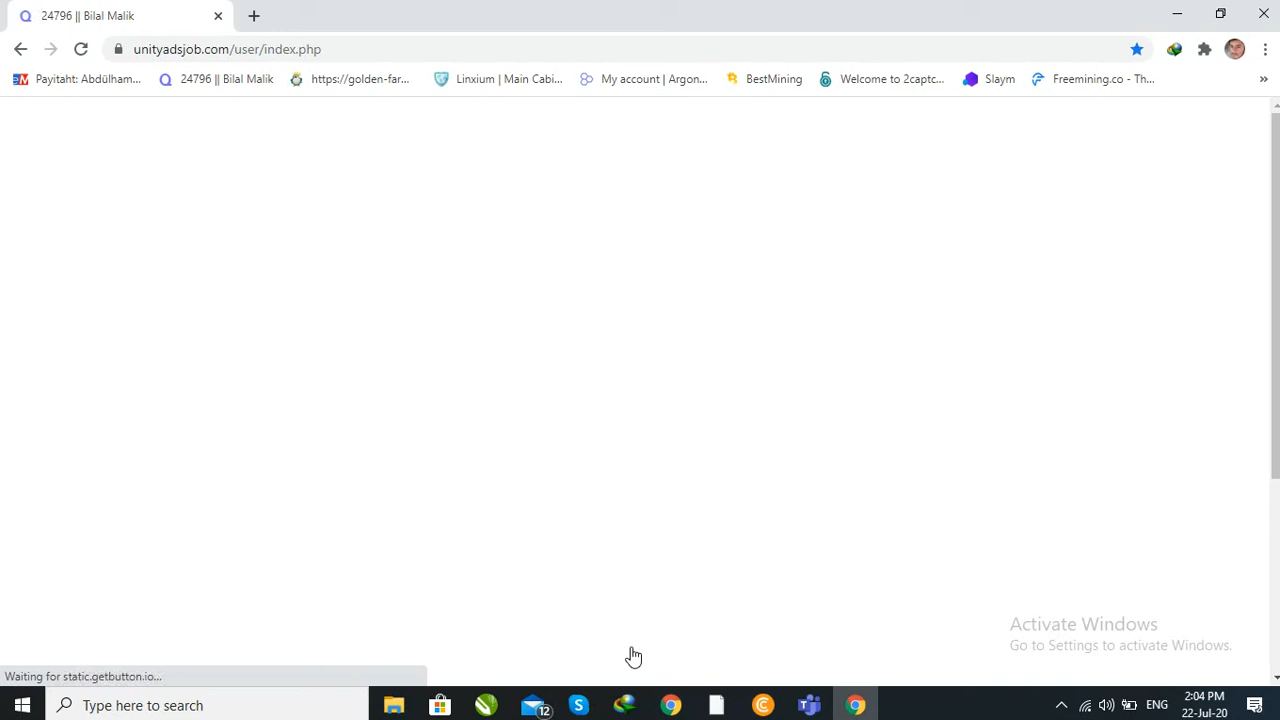 24796 || Bilal Malik
unityadsjob.com/user/index.php
Payitaht: Abdülham... 24796 || Bilal Malik https://golden-far... Linxium | Main Cabi... My account | Argon... BestMining Welcome to 2captc... Slaym Freemining.co - Th... »
Activate Windows
Go to Settings to activate Windows.
Waiting for static.getbutton.io...
Type here to search 12 ENG
2:04 PM
22-Jul-20